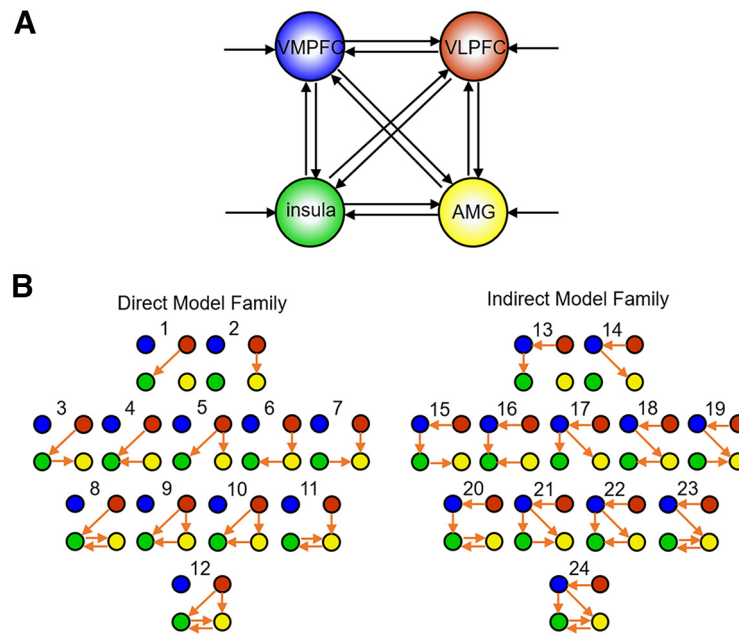 A
VMPFC
VLPFC
insula
AMG
B
Direct Model Family
Indirect Model Family
1 2
13 14
3 4 5 6 7
15 16 17 18 19
8 9 10 11
20 21 22 23
12
24